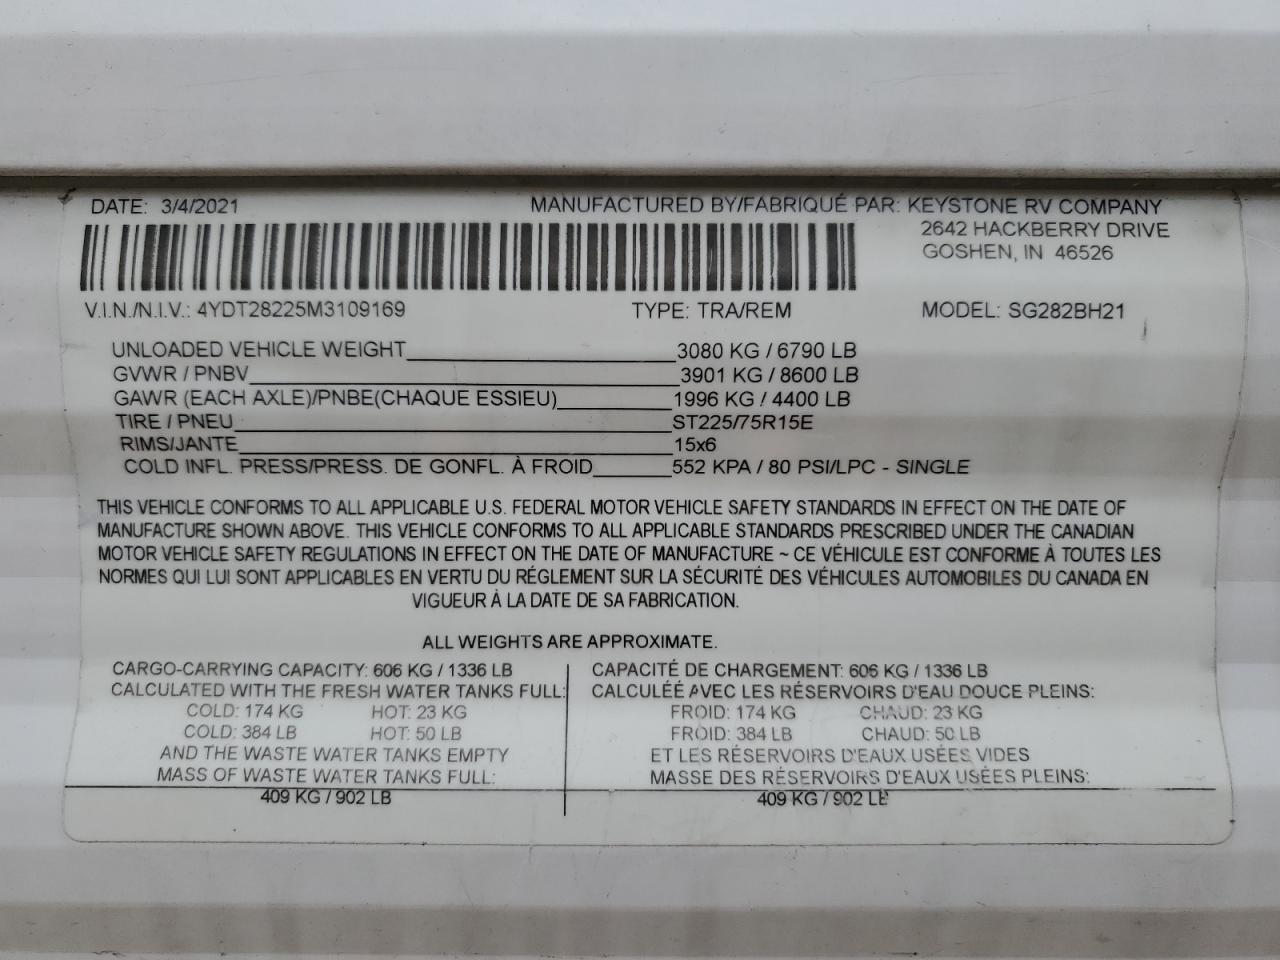 DATE: 3/4/2021 MANUFACTURED BY/FABRIQUÉ PAR: KEYSTONE RV COMPANY
2642 HACKBERRY DRIVE
GOSHEN, IN 46526
V.I.N./N.I.V.: 4YDT28225M3109169 TYPE: TRA/REM MODEL: SG282BH21
UNLOADED VEHICLE WEIGHT 3080 KG / 6790 LB
GVWR / PNBV 3901 KG / 8600 LB
GAWR (EACH AXLE)/PNBE(CHAQUE ESSIEU) 1996 KG / 4400 LB
TIRE / PNEU ST225/75R15E
RIMS/JANTE 15x6
COLD INFL. PRESS/PRESS. DE GONFL. À FROID 552 KPA / 80 PSI/LPC - SINGLE
THIS VEHICLE CONFORMS TO ALL APPLICABLE U.S. FEDERAL MOTOR VEHICLE SAFETY STANDARDS IN EFFECT ON THE DATE OF
MANUFACTURE SHOWN ABOVE. THIS VEHICLE CONFORMS TO ALL APPLICABLE STANDARDS PRESCRIBED UNDER THE CANADIAN
MOTOR VEHICLE SAFETY REGULATIONS IN EFFECT ON THE DATE OF MANUFACTURE ~ CE VÉHICULE EST CONFORME À TOUTES LES
NORMES QUI LUI SONT APPLICABLES EN VERTU DU RÉGLEMENT SUR LA SÉCURITÉ DES VÉHICULES AUTOMOBILES DU CANADA EN
VIGUEUR À LA DATE DE SA FABRICATION.
ALL WEIGHTS ARE APPROXIMATE.
CARGO-CARRYING CAPACITY: 606 KG / 1336 LB
CALCULATED WITH THE FRESH WATER TANKS FULL:
COLD: 174 KG HOT: 23 KG
COLD: 384 LB HOT: 50 LB
AND THE WASTE WATER TANKS EMPTY
MASS OF WASTE WATER TANKS FULL:
409 KG / 902 LB
CAPACITÉ DE CHARGEMENT: 606 KG / 1336 LB
CALCULÉE AVEC LES RÉSERVOIRS D'EAU DOUCE PLEINS:
FROID: 174 KG CHAUD: 23 KG
FROID: 384 LB CHAUD: 50 LB
ET LES RÉSERVOIRS D'EAUX USÉES VIDES
MASSE DES RÉSERVOIRS D'EAUX USÉES PLEINS:
409 KG / 902 LB